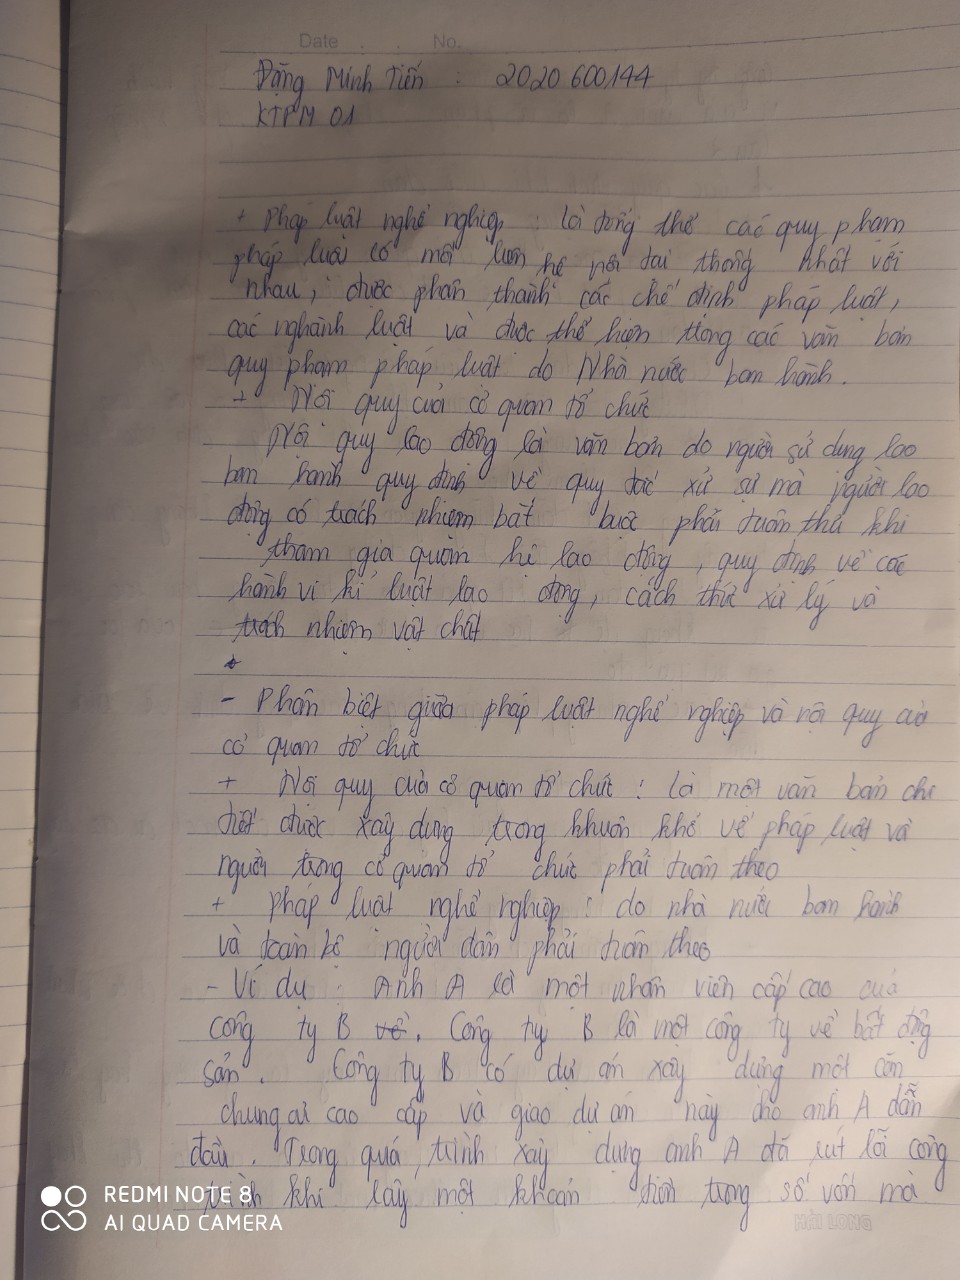 Date . . No.
Đặng Minh Tiến : 2020600144
KTPM 01
+ Pháp luật nghề nghiệp : là tổng thể các quy phạm
pháp luật có mối liên hệ nội tại thống nhất với
nhau, được phân thành các chế định pháp luật,
các nghành luật và được thể hiện trong các văn bản
quy phạm pháp luật do Nhà nước ban hành.
+ Nội quy của cơ quan tổ chức
Nội quy lao động là văn bản do người sử dụng lao
ban hành quy định về quy tắc xử sự mà người lao
động có trách nhiệm bắt buộc phải tuân thủ khi
tham gia quan hệ lao động, quy định về các
hành vi kỉ luật lao động, cách thức xử lý và
trách nhiệm vật chất
- Phân biệt giữa pháp luật nghề nghiệp và nội quy của
cơ quan tổ chức
+ Nội quy của cơ quan tổ chức : Là một văn bản chi
tiết được xây dựng trong khuôn khổ về pháp luật và
người trong cơ quan tổ chức phải tuân theo
+ Pháp luật nghề nghiệp : do nhà nước ban hành
và toàn bộ người dân phải tuân theo
- Ví dụ : Anh A là một nhân viên cấp cao của
công ty B về. Công ty B là một công ty về bất động
sản. Công ty B có dự án xây dựng một căn
chung cư cao cấp và giao dự án này cho anh A dẫn
đầu. Trong quá trình xây dựng anh A đã rút lõi công
trình khi lấy một khoản tiền trong số vốn mà
REDMI NOTE 8
AI QUAD CAMERA
HẢI LONG